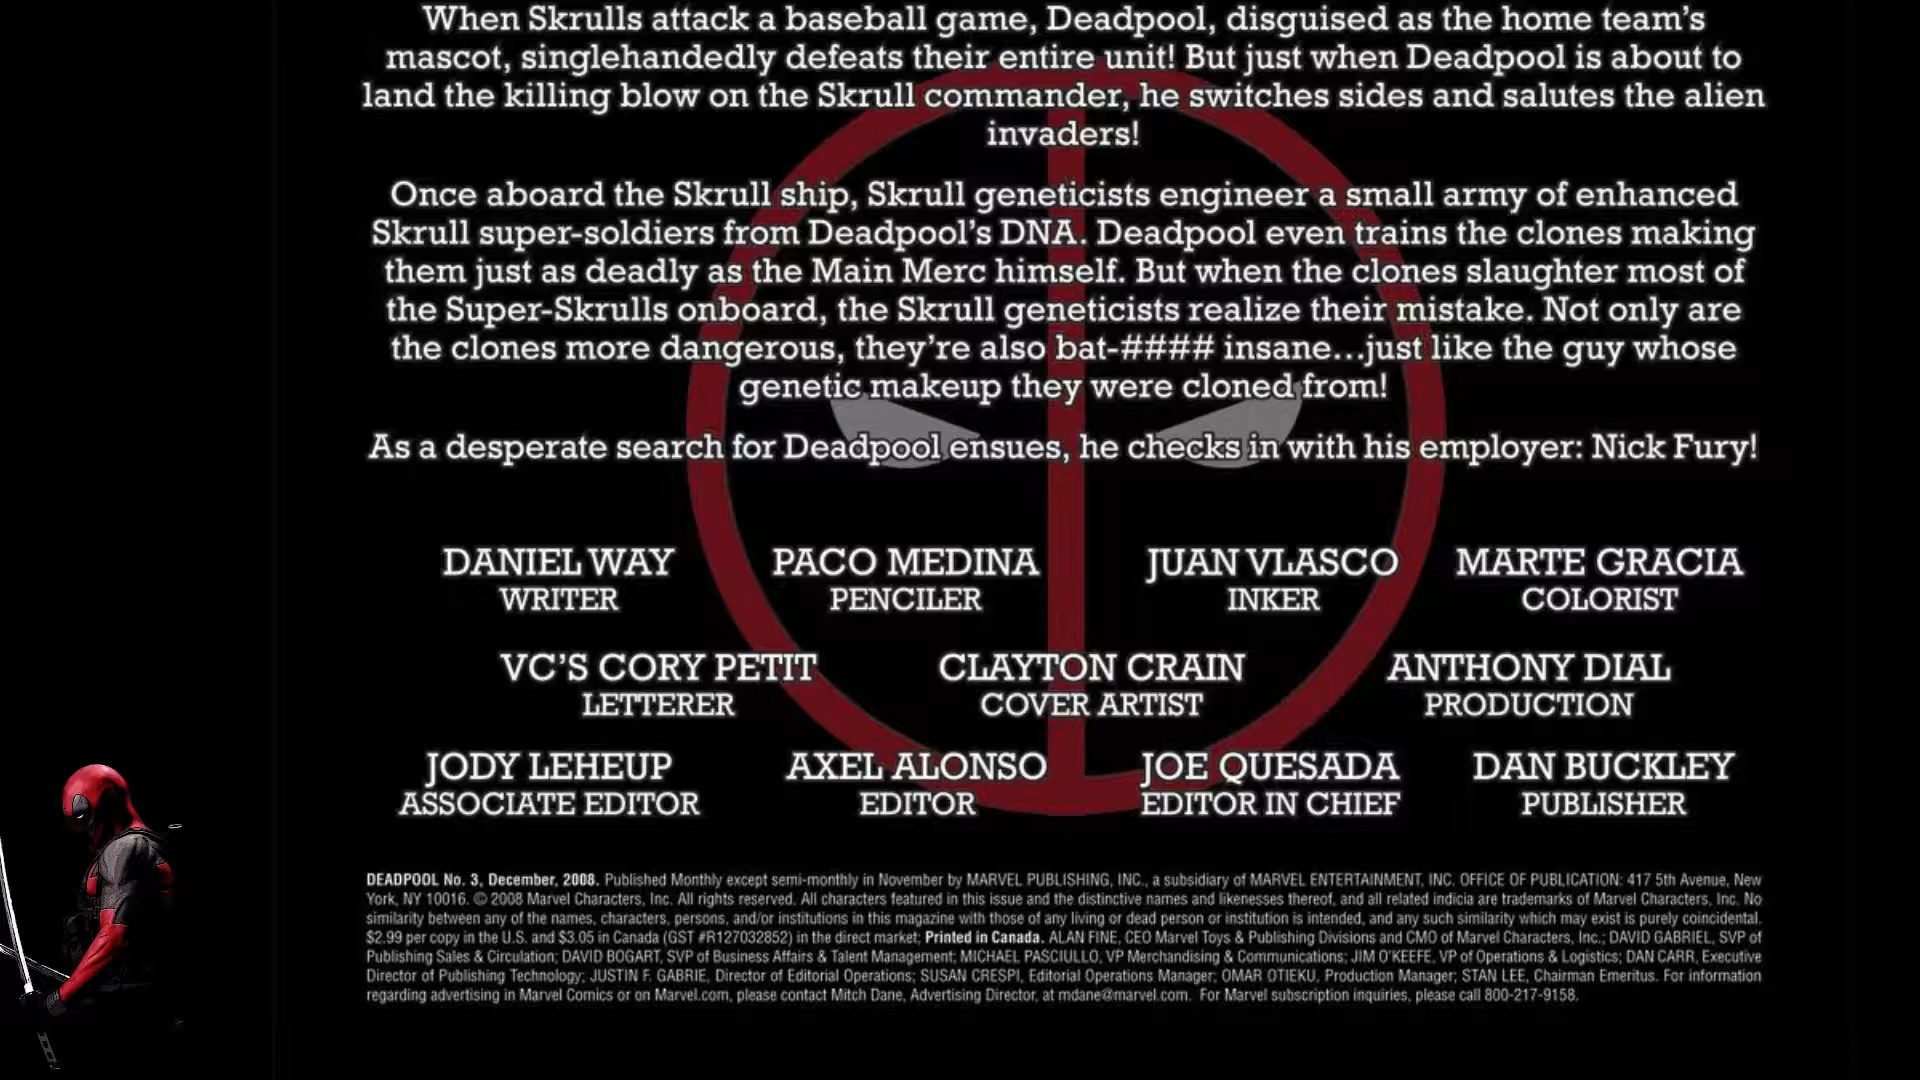 When Skrulls attack a baseball game, Deadpool, disguised as the home team's
mascot, singlehandedly defeats their entire unit! But just when Deadpool is about to
land the killing blow on the Skrull commander, he switches sides and salutes the alien
invaders!
Once aboard the Skrull ship, Skrull geneticists engineer a small army of enhanced
Skrull super-soldiers from Deadpool's DNA. Deadpool even trains the clones making
them just as deadly as the Main Merc himself. But when the clones slaughter most of
the Super-Skrulls onboard, the Skrull geneticists realize their mistake. Not only are
the clones more dangerous, they're also bat-#### insane...just like the guy whose
genetic makeup they were cloned from!
As a desperate search for Deadpool ensues, he checks in with his employer: Nick Fury!
DANIEL WAY PACO MEDINA JUAN VLASCO MARTE GRACIA
WRITER PENCILER INKER COLORIST
VC'S CORY PETIT CLAYTON CRAIN ANTHONY DIAL
LETTERER COVER ARTIST PRODUCTION
JODY LEHEUP AXEL ALONSO JOE QUESADA DAN BUCKLEY
ASSOCIATE EDITOR EDITOR EDITOR IN CHIEF PUBLISHER
DEADPOOL No. 3, December, 2008. Published Monthly except semi-monthly in November by MARVEL PUBLISHING, INC., a subsidiary of MARVEL ENTERTAINMENT, INC. OFFICE OF PUBLICATION: 417 5th Avenue, New
York, NY 10016. © 2008 Marvel Characters, Inc. All rights reserved. All characters featured in this issue and the distinctive names and likenesses thereof, and all related indicia are trademarks of Marvel Characters, Inc. No
similarity between any of the names, characters, persons, and/or institutions in this magazine with those of any living or dead person or institution is intended, and any such similarity which may exist is purely coincidental.
$2.99 per copy in the U.S. and $3.05 in Canada (GST #R127032852) in the direct market; Printed in Canada. ALAN FINE, CEO Marvel Toys & Publishing Divisions and CMO of Marvel Characters, Inc.; DAVID GABRIEL, SVP of
Publishing Sales & Circulation; DAVID BOGART, SVP of Business Affairs & Talent Management; MICHAEL PASCIULLO, VP Merchandising & Communications; JIM O'KEEFE, VP of Operations & Logistics; DAN CARR, Executive
Director of Publishing Technology; JUSTIN F. GABRIE, Director of Editorial Operations; SUSAN CRESPI, Editorial Operations Manager; OMAR OTIEKU, Production Manager; STAN LEE, Chairman Emeritus. For information
regarding advertising in Marvel Comics or on Marvel.com, please contact Mitch Dane, Advertising Director, at mdane@marvel.com. For Marvel subscription inquiries, please call 800-217-9158.